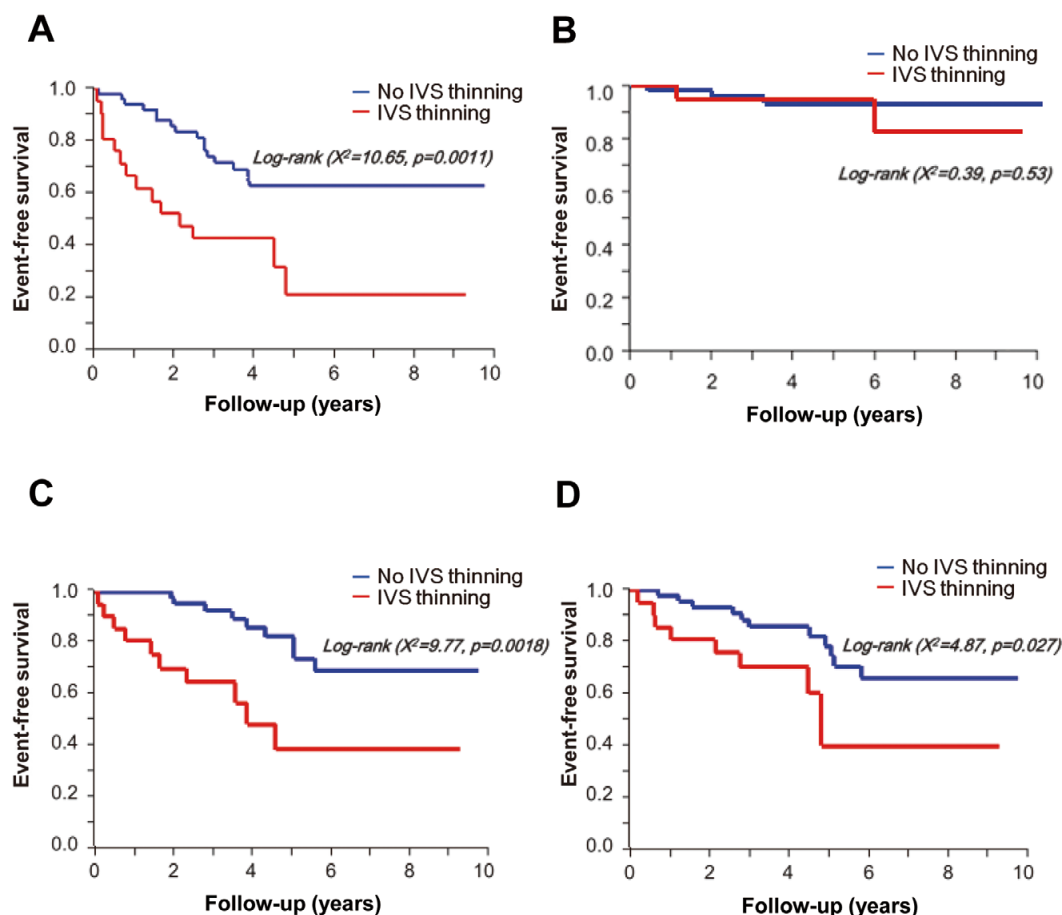 A
No IVS thinning
IVS thinning
Log-rank (X²=10.65, p=0.0011)
Event-free survival
1.0
0.8
0.6
0.4
0.2
0.0
0 2 4 6 8 10
Follow-up (years)
B
No IVS thinning
IVS thinning
Log-rank (X²=0.39, p=0.53)
Event-free survival
1.0
0.8
0.6
0.4
0.2
0.0
0 2 4 6 8 10
Follow-up (years)
C
No IVS thinning
IVS thinning
Log-rank (X²=9.77, p=0.0018)
Event-free survival
1.0
0.8
0.6
0.4
0.2
0.0
0 2 4 6 8 10
Follow-up (years)
D
No IVS thinning
IVS thinning
Log-rank (X²=4.87, p=0.027)
Event-free survival
1.0
0.8
0.6
0.4
0.2
0.0
0 2 4 6 8 10
Follow-up (years)